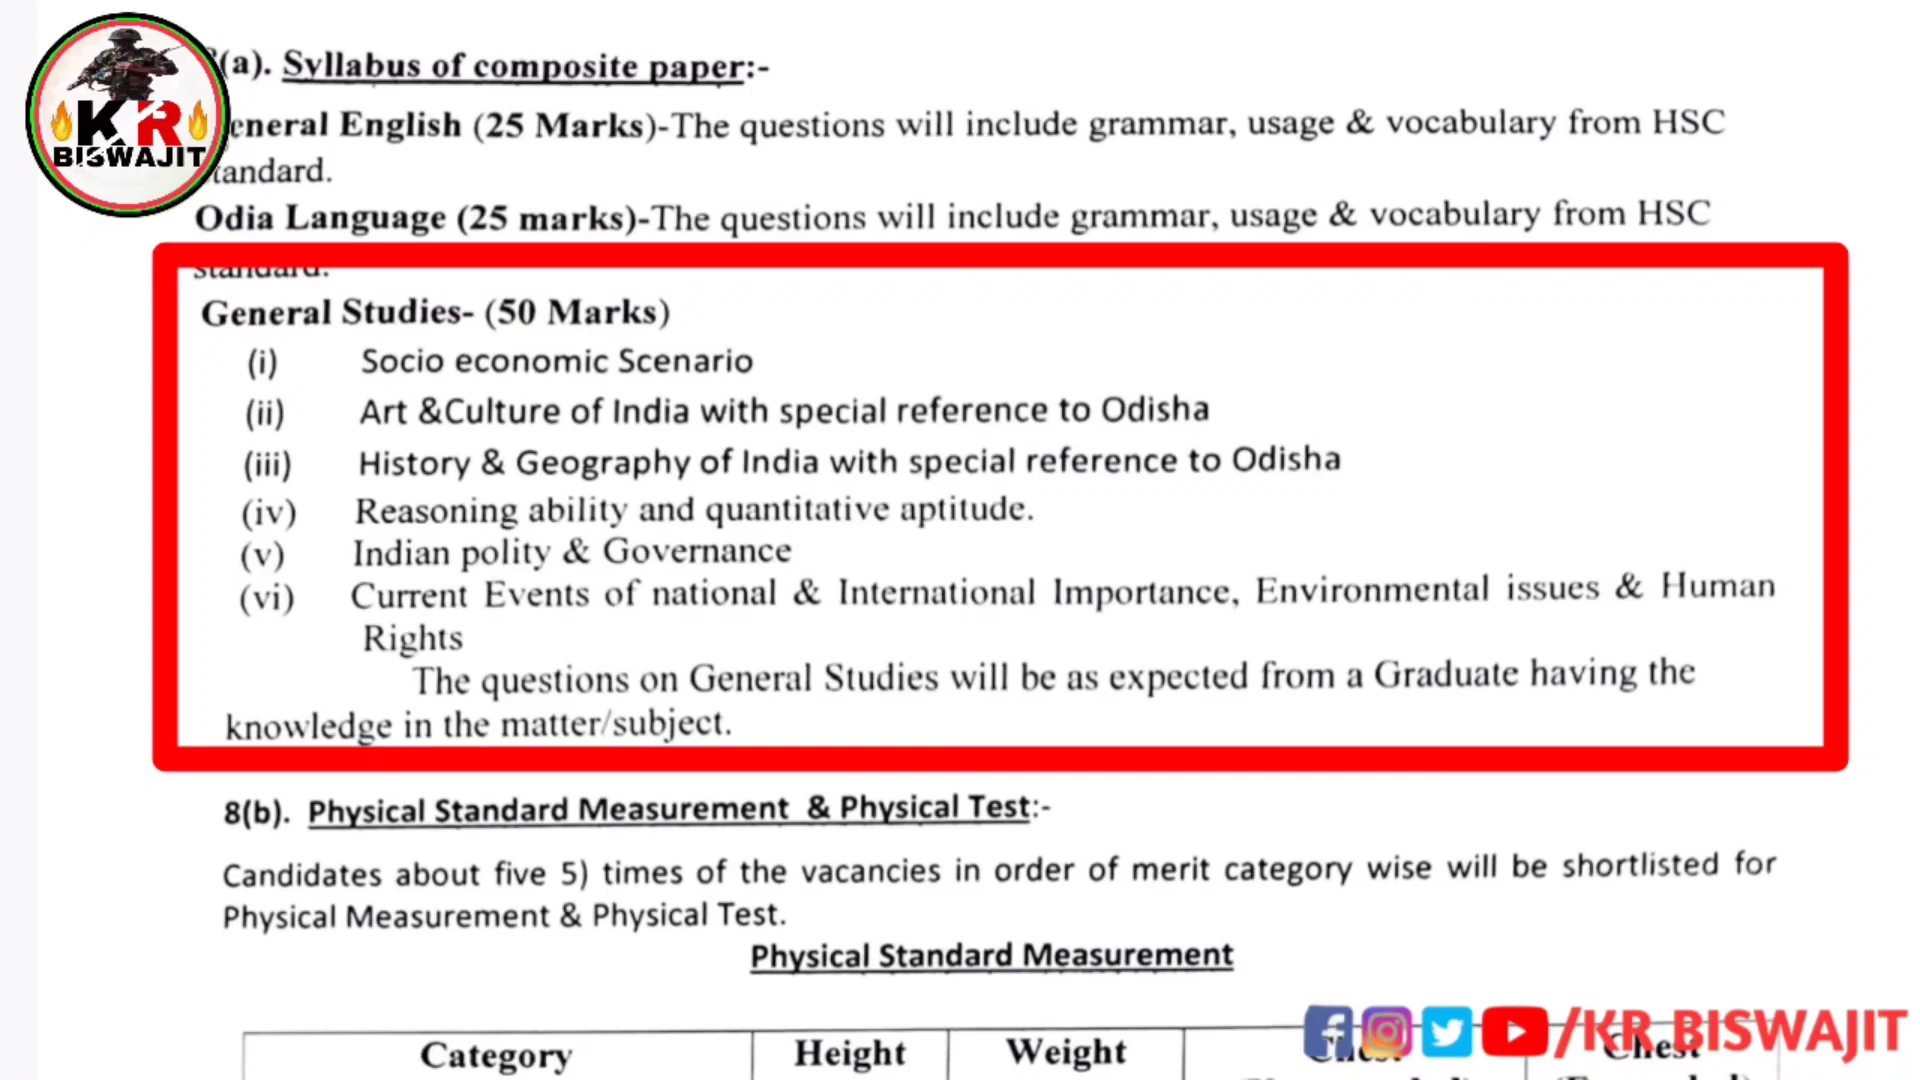 (a). Syllabus of composite paper:-
KR
BISWAJIT
eneral English (25 Marks)-The questions will include grammar, usage & vocabulary from HSC
tandard.
Odia Language (25 marks)-The questions will include grammar, usage & vocabulary from HSC
standard.
General Studies- (50 Marks)
(i) Socio economic Scenario
(ii) Art &Culture of India with special reference to Odisha
(iii) History & Geography of India with special reference to Odisha
(iv) Reasoning ability and quantitative aptitude.
(v) Indian polity & Governance
(vi) Current Events of national & International Importance, Environmental issues & Human
Rights
The questions on General Studies will be as expected from a Graduate having the
knowledge in the matter/subject.
8(b). Physical Standard Measurement & Physical Test:-
Candidates about five 5) times of the vacancies in order of merit category wise will be shortlisted for
Physical Measurement & Physical Test.
Physical Standard Measurement
Category Height Weight Chest Chest
/KR BISWAJIT